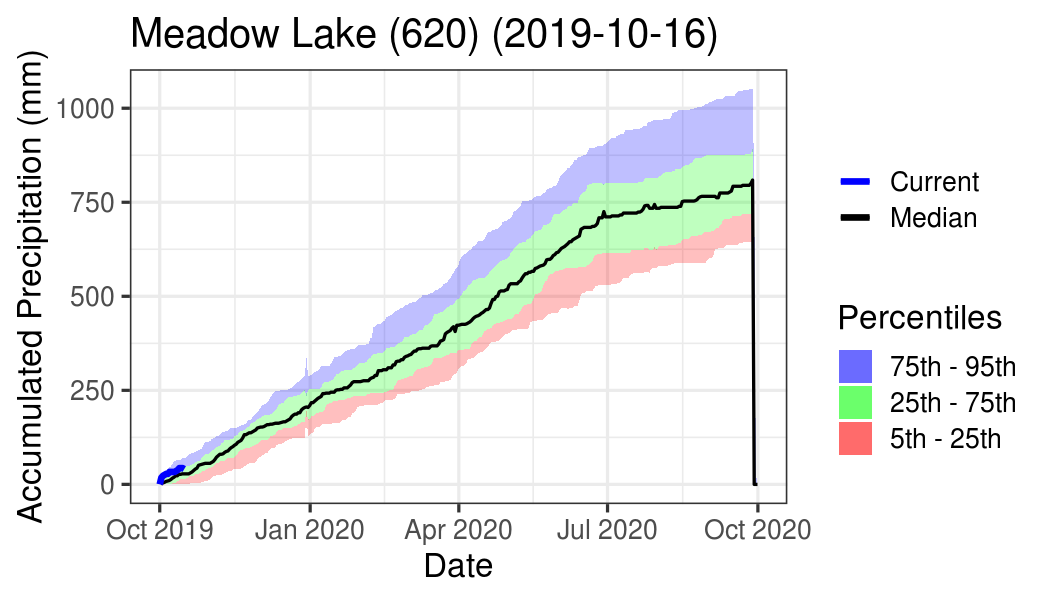 Meadow Lake (620) (2019-10-16)
Accumulated Precipitation (mm)
1000
750
500
250
0
Oct 2019
Jan 2020
Apr 2020
Jul 2020
Oct 2020
Date
Current
Median
Percentiles
75th - 95th
25th - 75th
5th - 25th